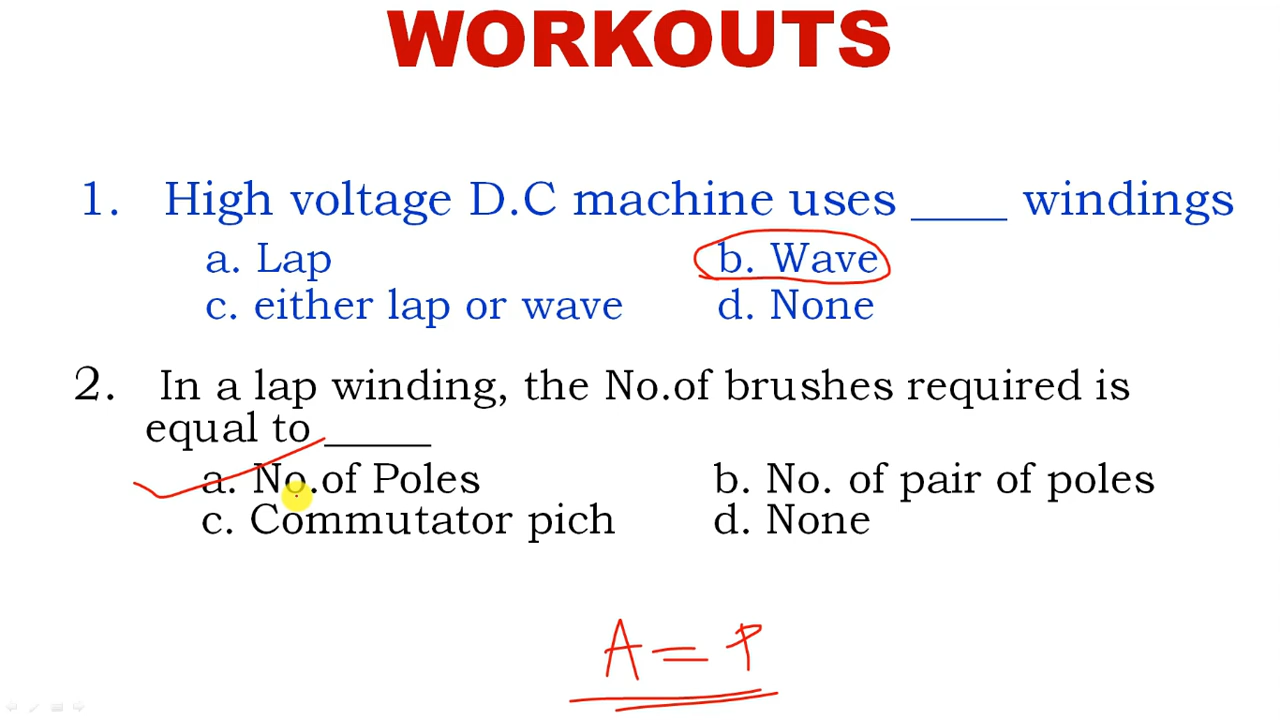 WORKOUTS
1. High voltage D.C machine uses ____ windings
a. Lap b. Wave
c. either lap or wave d. None
2. In a lap winding, the No.of brushes required is
equal to _____
a. No.of Poles b. No. of pair of poles
c. Commutator pich d. None
A = P